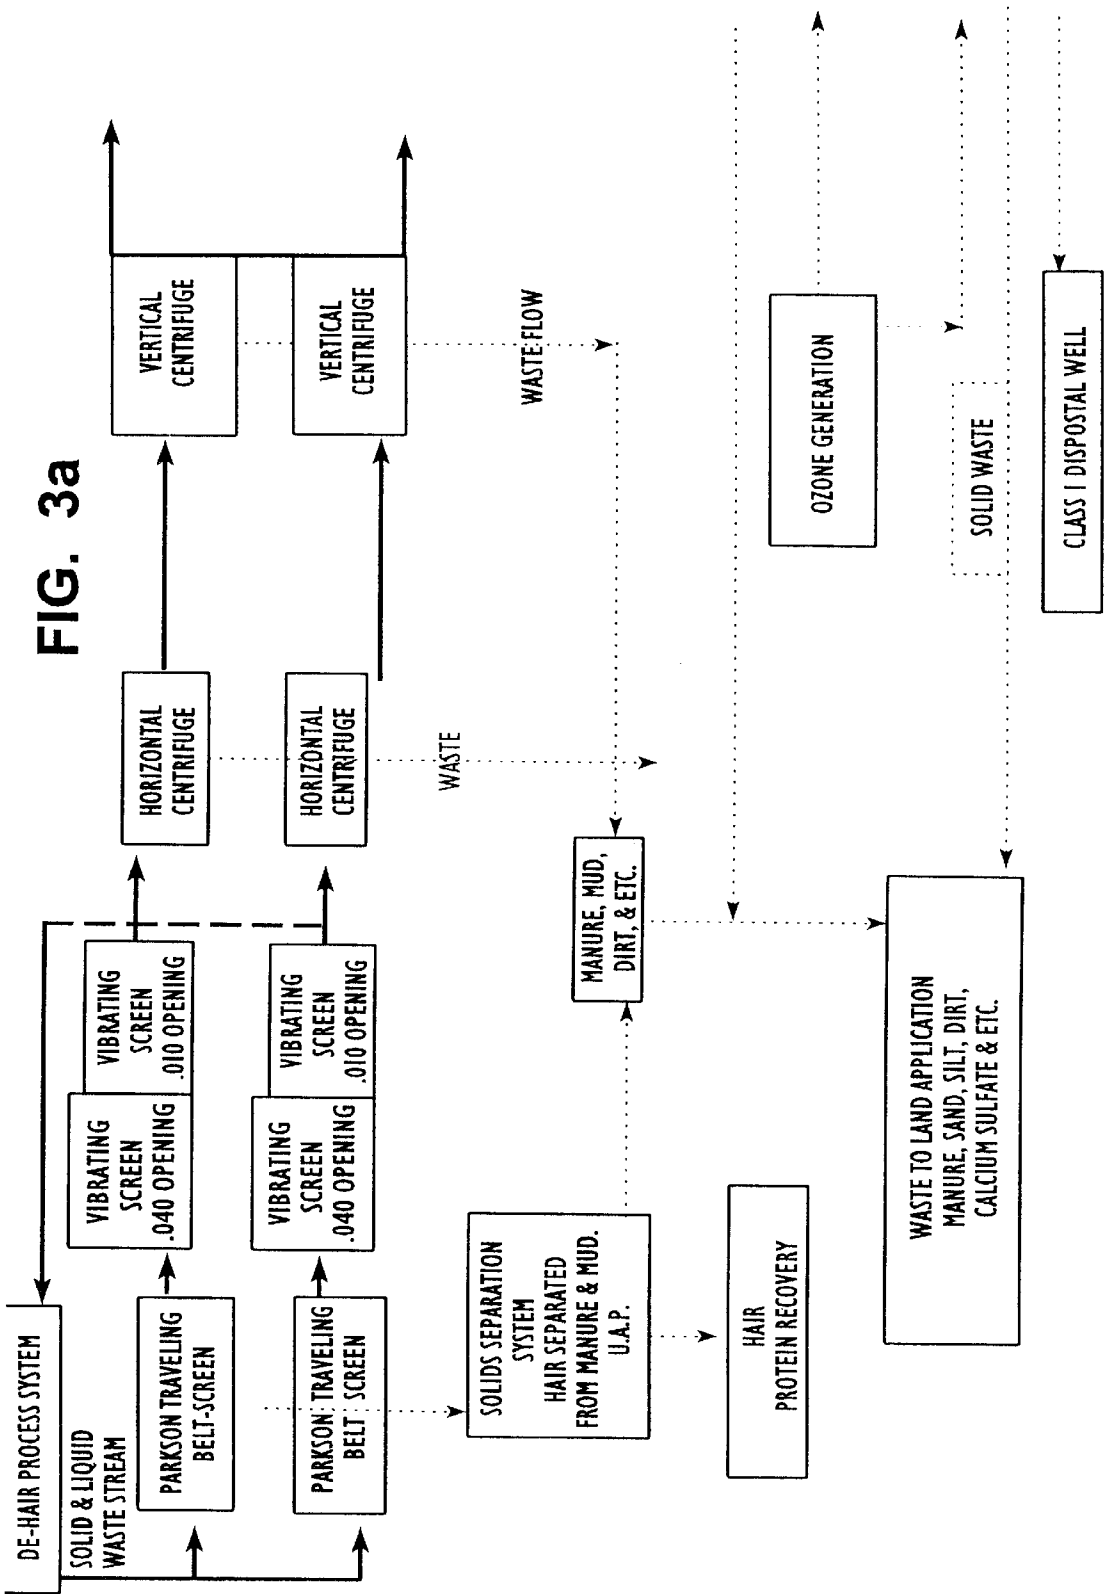 FIG. 3a
DE-HAIR PROCESS SYSTEM
SOLID & LIQUID
WASTE STREAM
PARKSON TRAVELING
BELT-SCREEN
VIBRATING
SCREEN
.040 OPENING
VIBRATING
SCREEN
.010 OPENING
HORIZONTAL
CENTRIFUGE
VERTICAL
CENTRIFUGE
PARKSON TRAVELING
BELT SCREEN
VIBRATING
SCREEN
.040 OPENING
VIBRATING
SCREEN
.010 OPENING
HORIZONTAL
CENTRIFUGE
VERTICAL
CENTRIFUGE
WASTE
WASTE FLOW
SOLIDS SEPARATION
SYSTEM
HAIR SEPARATED
FROM MANURE & MUD.
U.A.P.
MANURE, MUD,
DIRT, & ETC.
HAIR
PROTEIN RECOVERY
OZONE GENERATION
WASTE TO LAND APPLICATION
MANURE, SAND, SILT, DIRT,
CALCIUM SULFATE & ETC.
SOLID WASTE
CLASS I DISPOSTAL WELL